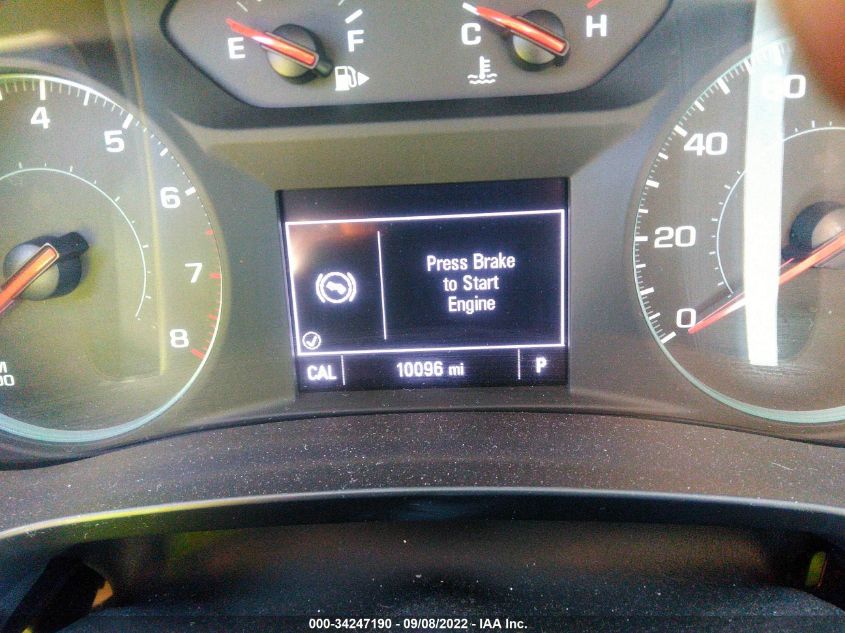 E F C H
4 5 6 7 8
60 40 20 0
Press Brake
to Start
Engine
CAL 10096 mi P
000-34247190 - 09/08/2022 - IAA Inc.